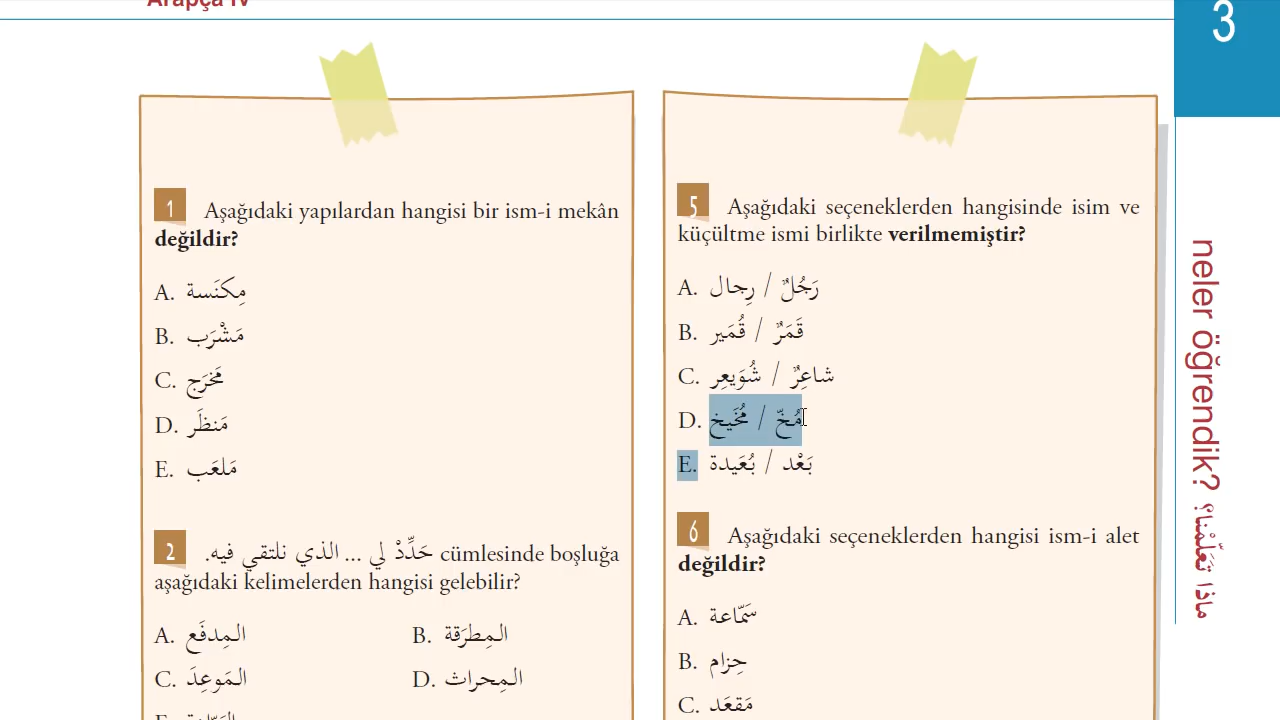 Arapça IV
3
1 Aşağıdaki yapılardan hangisi bir ism-i mekân
değildir?
A. مِكنَسة
B. مَشْرَب
C. مَخرَج
D. مَنظَر
E. مَلعَب
2 حَدِّدْ لي ... الذي نلتقي فيه. cümlesinde boşluğa
aşağıdaki kelimelerden hangisi gelebilir?
A. المِدفَع B. المِطرَقة
C. المَوعِدَ D. المِحراث
5 Aşağıdaki seçeneklerden hangisinde isim ve
küçültme ismi birlikte verilmemiştir?
A. رَجُلٌ / رِجال
B. قَمَرٌ / قُمَير
C. شاعِرٌ / شُوَيعِر
D. مُخّ / مُخَيخ
E. بَعْد / بُعَيدة
6 Aşağıdaki seçeneklerden hangisi ism-i alet
değildir?
A. سَمّاعة
B. حِزام
C. مَقعَد
neler öğrendik? ماذا تَعَلَّمْنا؟